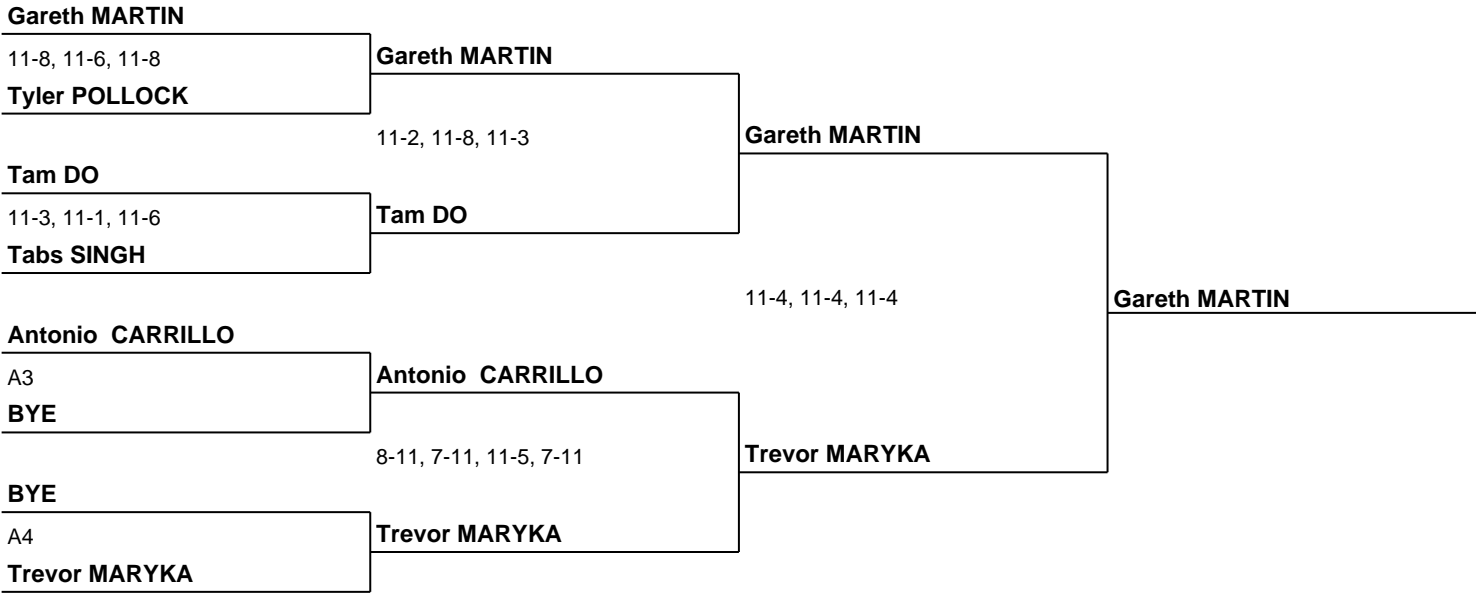 Gareth MARTIN
11-8, 11-6, 11-8
Gareth MARTIN
Tyler POLLOCK
11-2, 11-8, 11-3
Gareth MARTIN
Tam DO
11-3, 11-1, 11-6
Tam DO
Tabs SINGH
11-4, 11-4, 11-4
Gareth MARTIN
Antonio  CARRILLO
A3
Antonio  CARRILLO
BYE
8-11, 7-11, 11-5, 7-11
Trevor MARYKA
BYE
A4
Trevor MARYKA
Trevor MARYKA